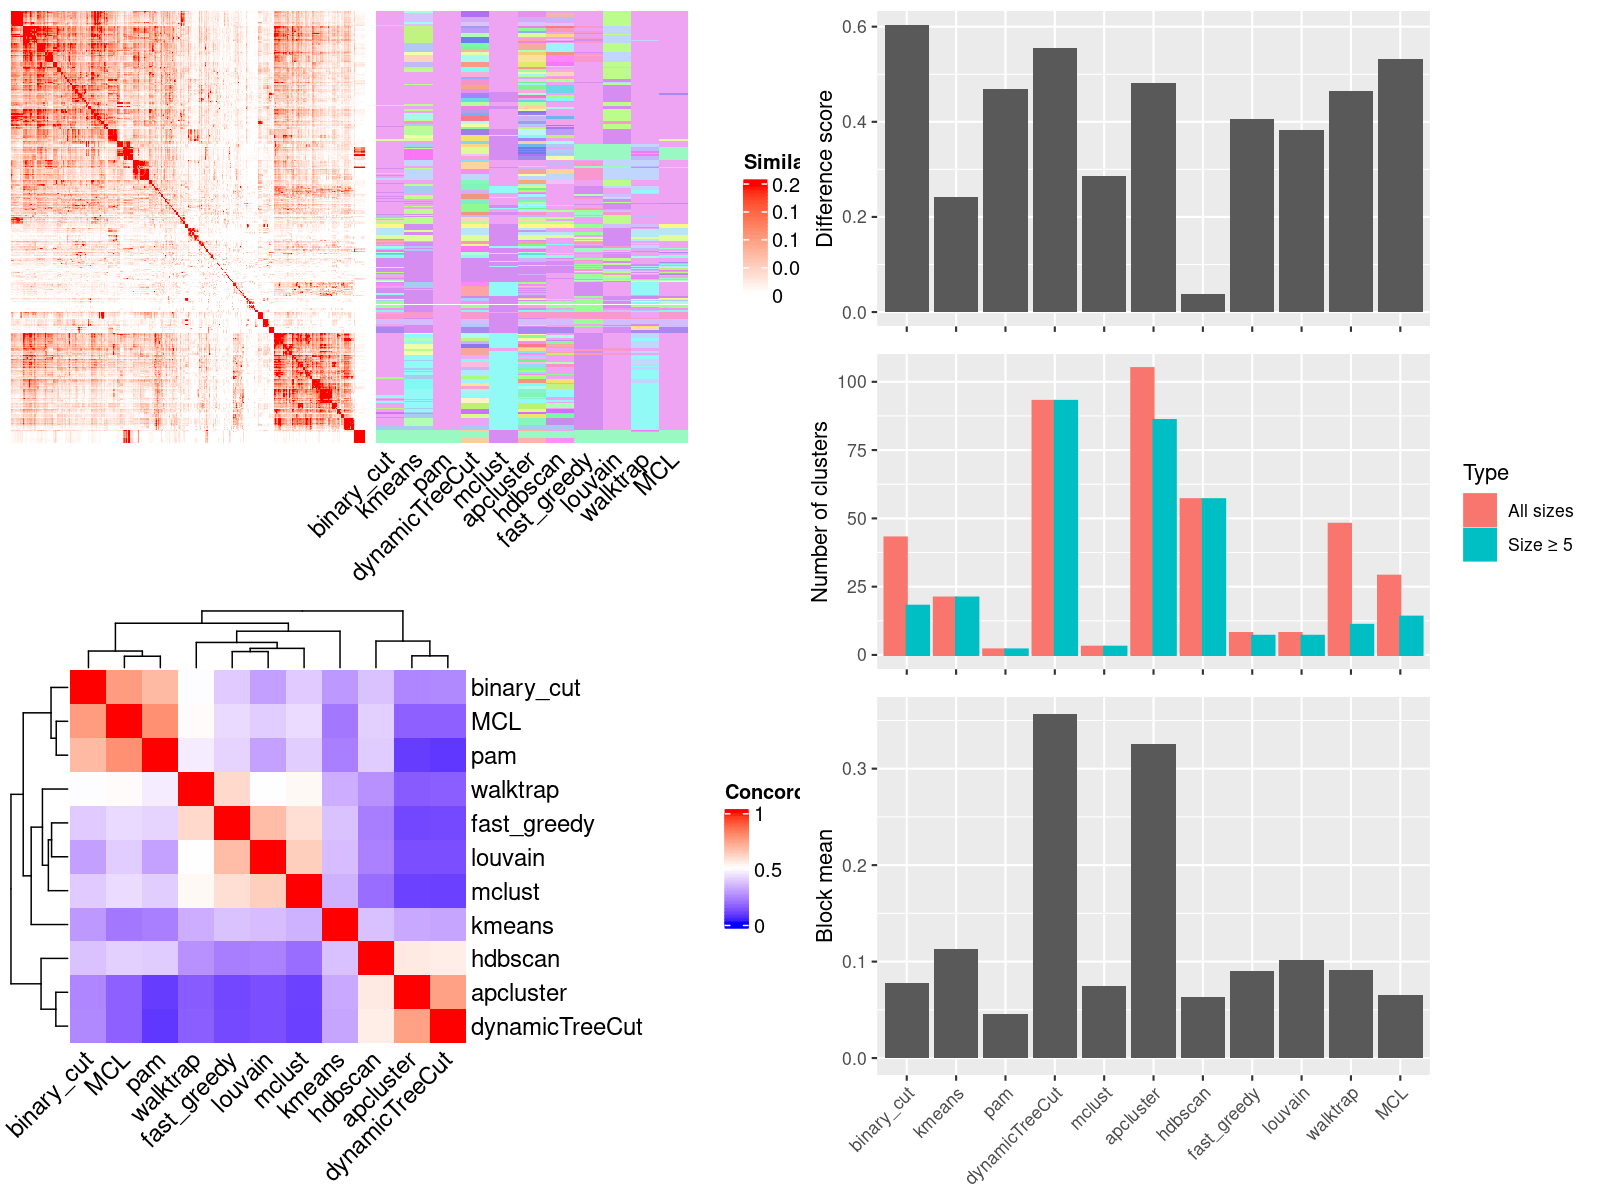 Simila
0.2
0.1
0.1
0.0
0
binary_cut
kmeans
pam
dynamicTreeCut
mclust
apcluster
hdbscan
fast_greedy
louvain
walktrap
MCL
binary_cut
MCL
pam
walktrap
fast_greedy
louvain
mclust
kmeans
hdbscan
apcluster
dynamicTreeCut
binary_cut
MCL
pam
walktrap
fast_greedy
louvain
mclust
kmeans
hdbscan
apcluster
dynamicTreeCut
Concord
1
0.5
0
Difference score
0.6
0.4
0.2
0.0
Number of clusters
100
75
50
25
0
Type
All sizes
Size ≥ 5
Block mean
0.3
0.2
0.1
0.0
binary_cut
kmeans
pam
dynamicTreeCut
mclust
apcluster
hdbscan
fast_greedy
louvain
walktrap
MCL